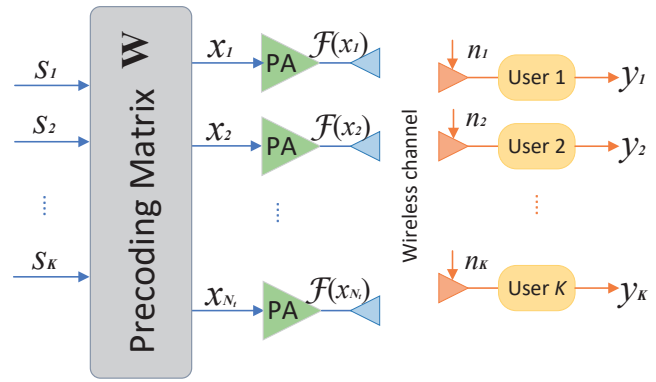 S1
S2
SK
Precoding Matrix W
x1
PA
F(x1)
x2
PA
F(x2)
xNt
PA
F(xNt)
Wireless channel
n1
User 1
y1
n2
User 2
y2
nK
User K
yK